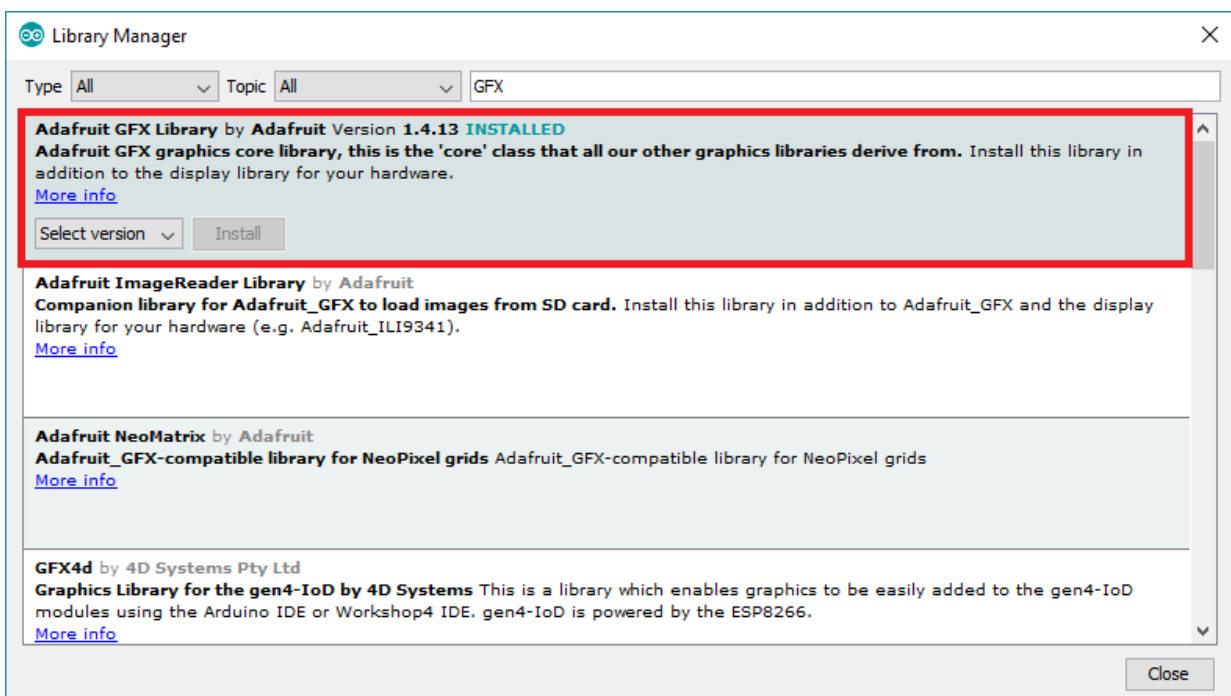 Library Manager
Type All Topic All GFX
Adafruit GFX Library by Adafruit Version 1.4.13 INSTALLED
Adafruit GFX graphics core library, this is the 'core' class that all our other graphics libraries derive from. Install this library in
addition to the display library for your hardware.
More info
Select version Install
Adafruit ImageReader Library by Adafruit
Companion library for Adafruit_GFX to load images from SD card. Install this library in addition to Adafruit_GFX and the display
library for your hardware (e.g. Adafruit_ILI9341).
More info
Adafruit NeoMatrix by Adafruit
Adafruit_GFX-compatible library for NeoPixel grids Adafruit_GFX-compatible library for NeoPixel grids
More info
GFX4d by 4D Systems Pty Ltd
Graphics Library for the gen4-IoD by 4D Systems This is a library which enables graphics to be easily added to the gen4-IoD
modules using the Arduino IDE or Workshop4 IDE. gen4-IoD is powered by the ESP8266.
More info
Close